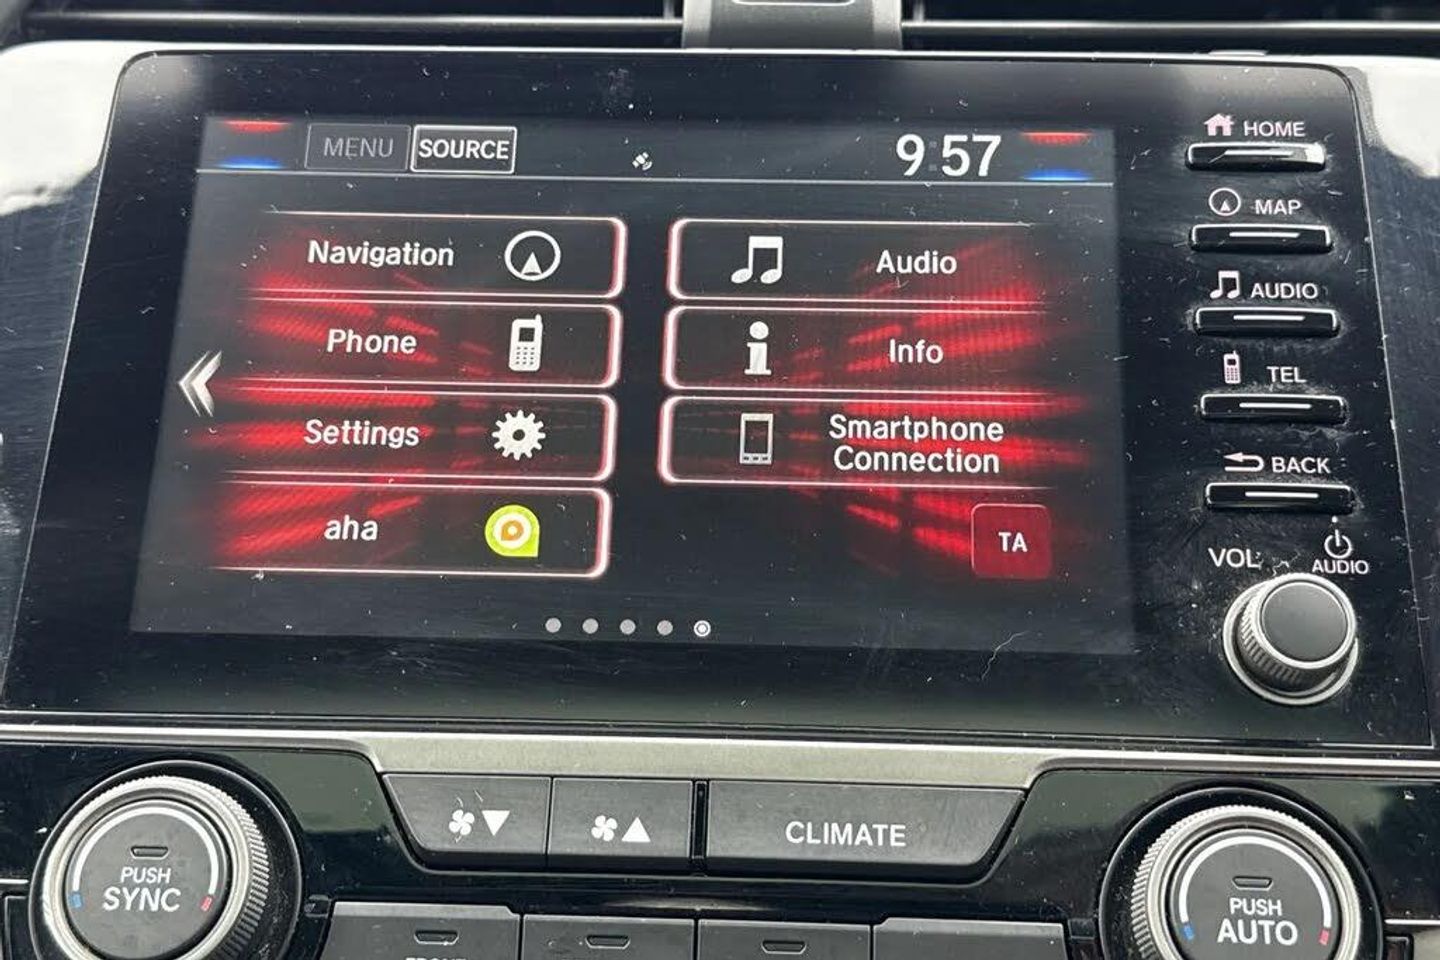 MENU SOURCE 9:57
HOME
MAP
Navigation
Audio
AUDIO
Phone
Info
TEL
Settings
Smartphone
Connection
BACK
aha
TA
VOL
AUDIO
CLIMATE
PUSH
SYNC
PUSH
AUTO